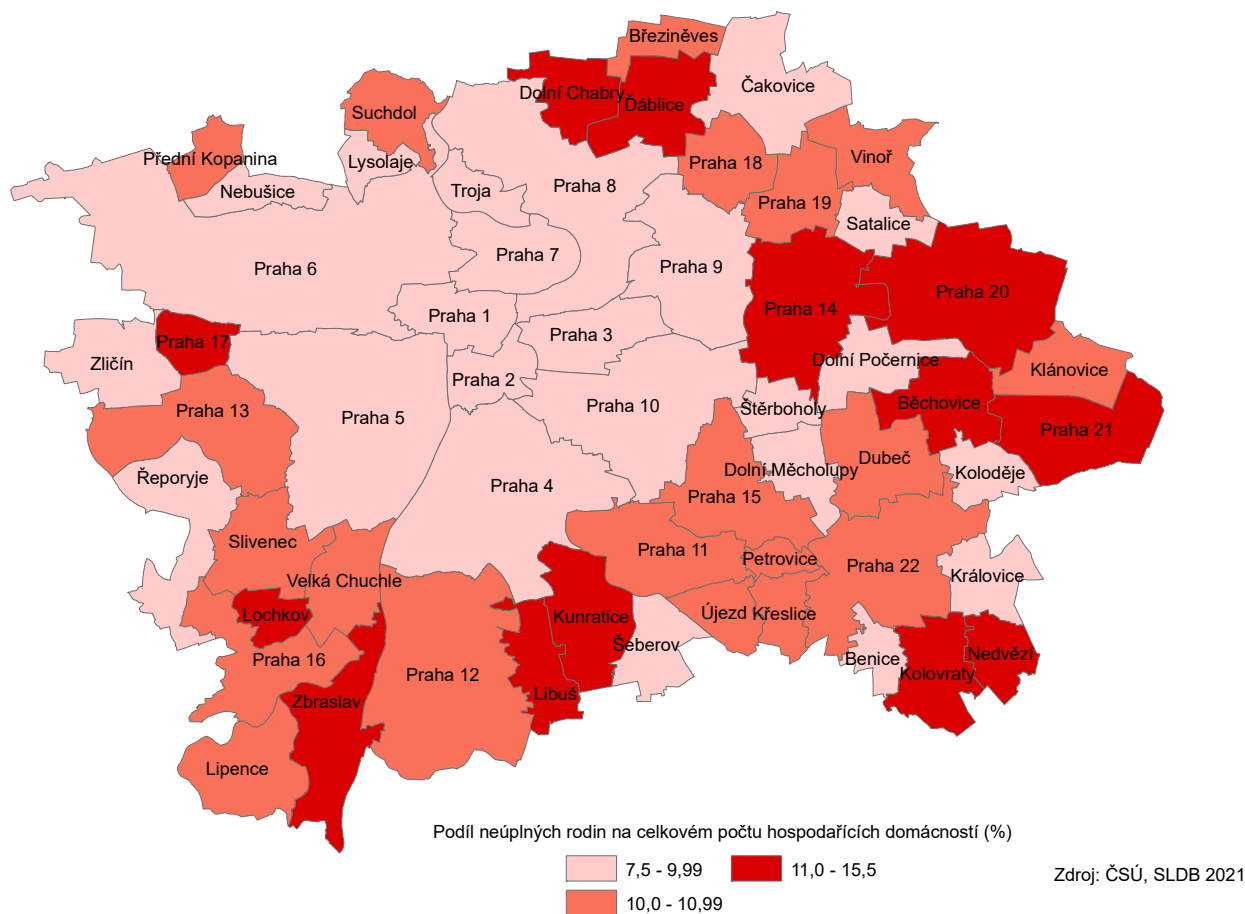 Březiněves
Čakovice
Dolní Chabry
Ďáblice
Suchdol
Přední Kopanina
Lysolaje
Praha 18
Vinoř
Nebušice
Troja
Praha 8
Praha 19
Satalice
Praha 7
Praha 6
Praha 9
Praha 20
Praha 14
Praha 1
Praha 3
Praha 17
Zličín
Dolní Počernice
Klánovice
Praha 2
Praha 13
Praha 5
Praha 10
Štěrboholy
Běchovice
Praha 21
Řeporyje
Dolní Měcholupy
Dubeč
Koloděje
Praha 4
Praha 15
Slivenec
Praha 11
Petrovice
Praha 22
Velká Chuchle
Královice
Lochkov
Kunratice
Újezd
Křeslice
Praha 16
Šeberov
Benice
Nedvězí
Praha 12
Kolovraty
Zbraslav
Libuš
Lipence
Podíl neúplných rodin na celkovém počtu hospodařících domácností (%)
7,5 - 9,99
11,0 - 15,5
10,0 - 10,99
Zdroj: ČSÚ, SLDB 2021